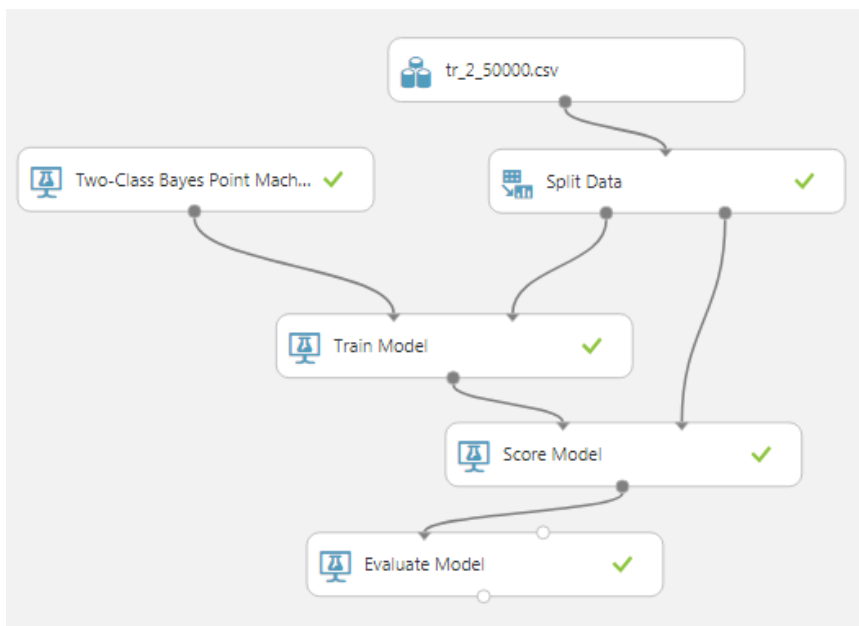 tr_2_50000.csv
Two-Class Bayes Point Mach...
Split Data
Train Model
Score Model
Evaluate Model